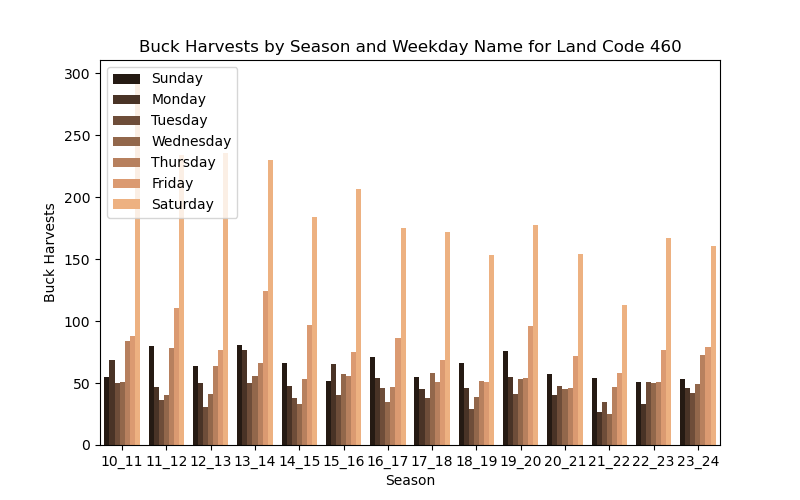 Buck Harvests by Season and Weekday Name for Land Code 460
300
250
200
150
100
50
0
Buck Harvests
Sunday
Monday
Tuesday
Wednesday
Thursday
Friday
Saturday
10_11 11_12 12_13 13_14 14_15 15_16 16_17 17_18 18_19 19_20 20_21 21_22 22_23 23_24
Season